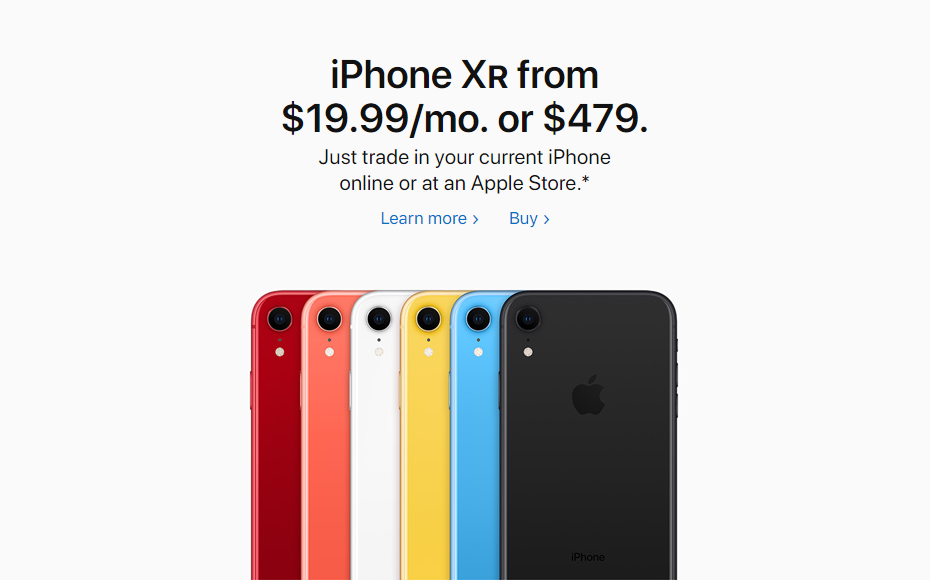 iPhone XR from
$19.99/mo. or $479.
Just trade in your current iPhone
online or at an Apple Store.*
Learn more > Buy >
iPhone